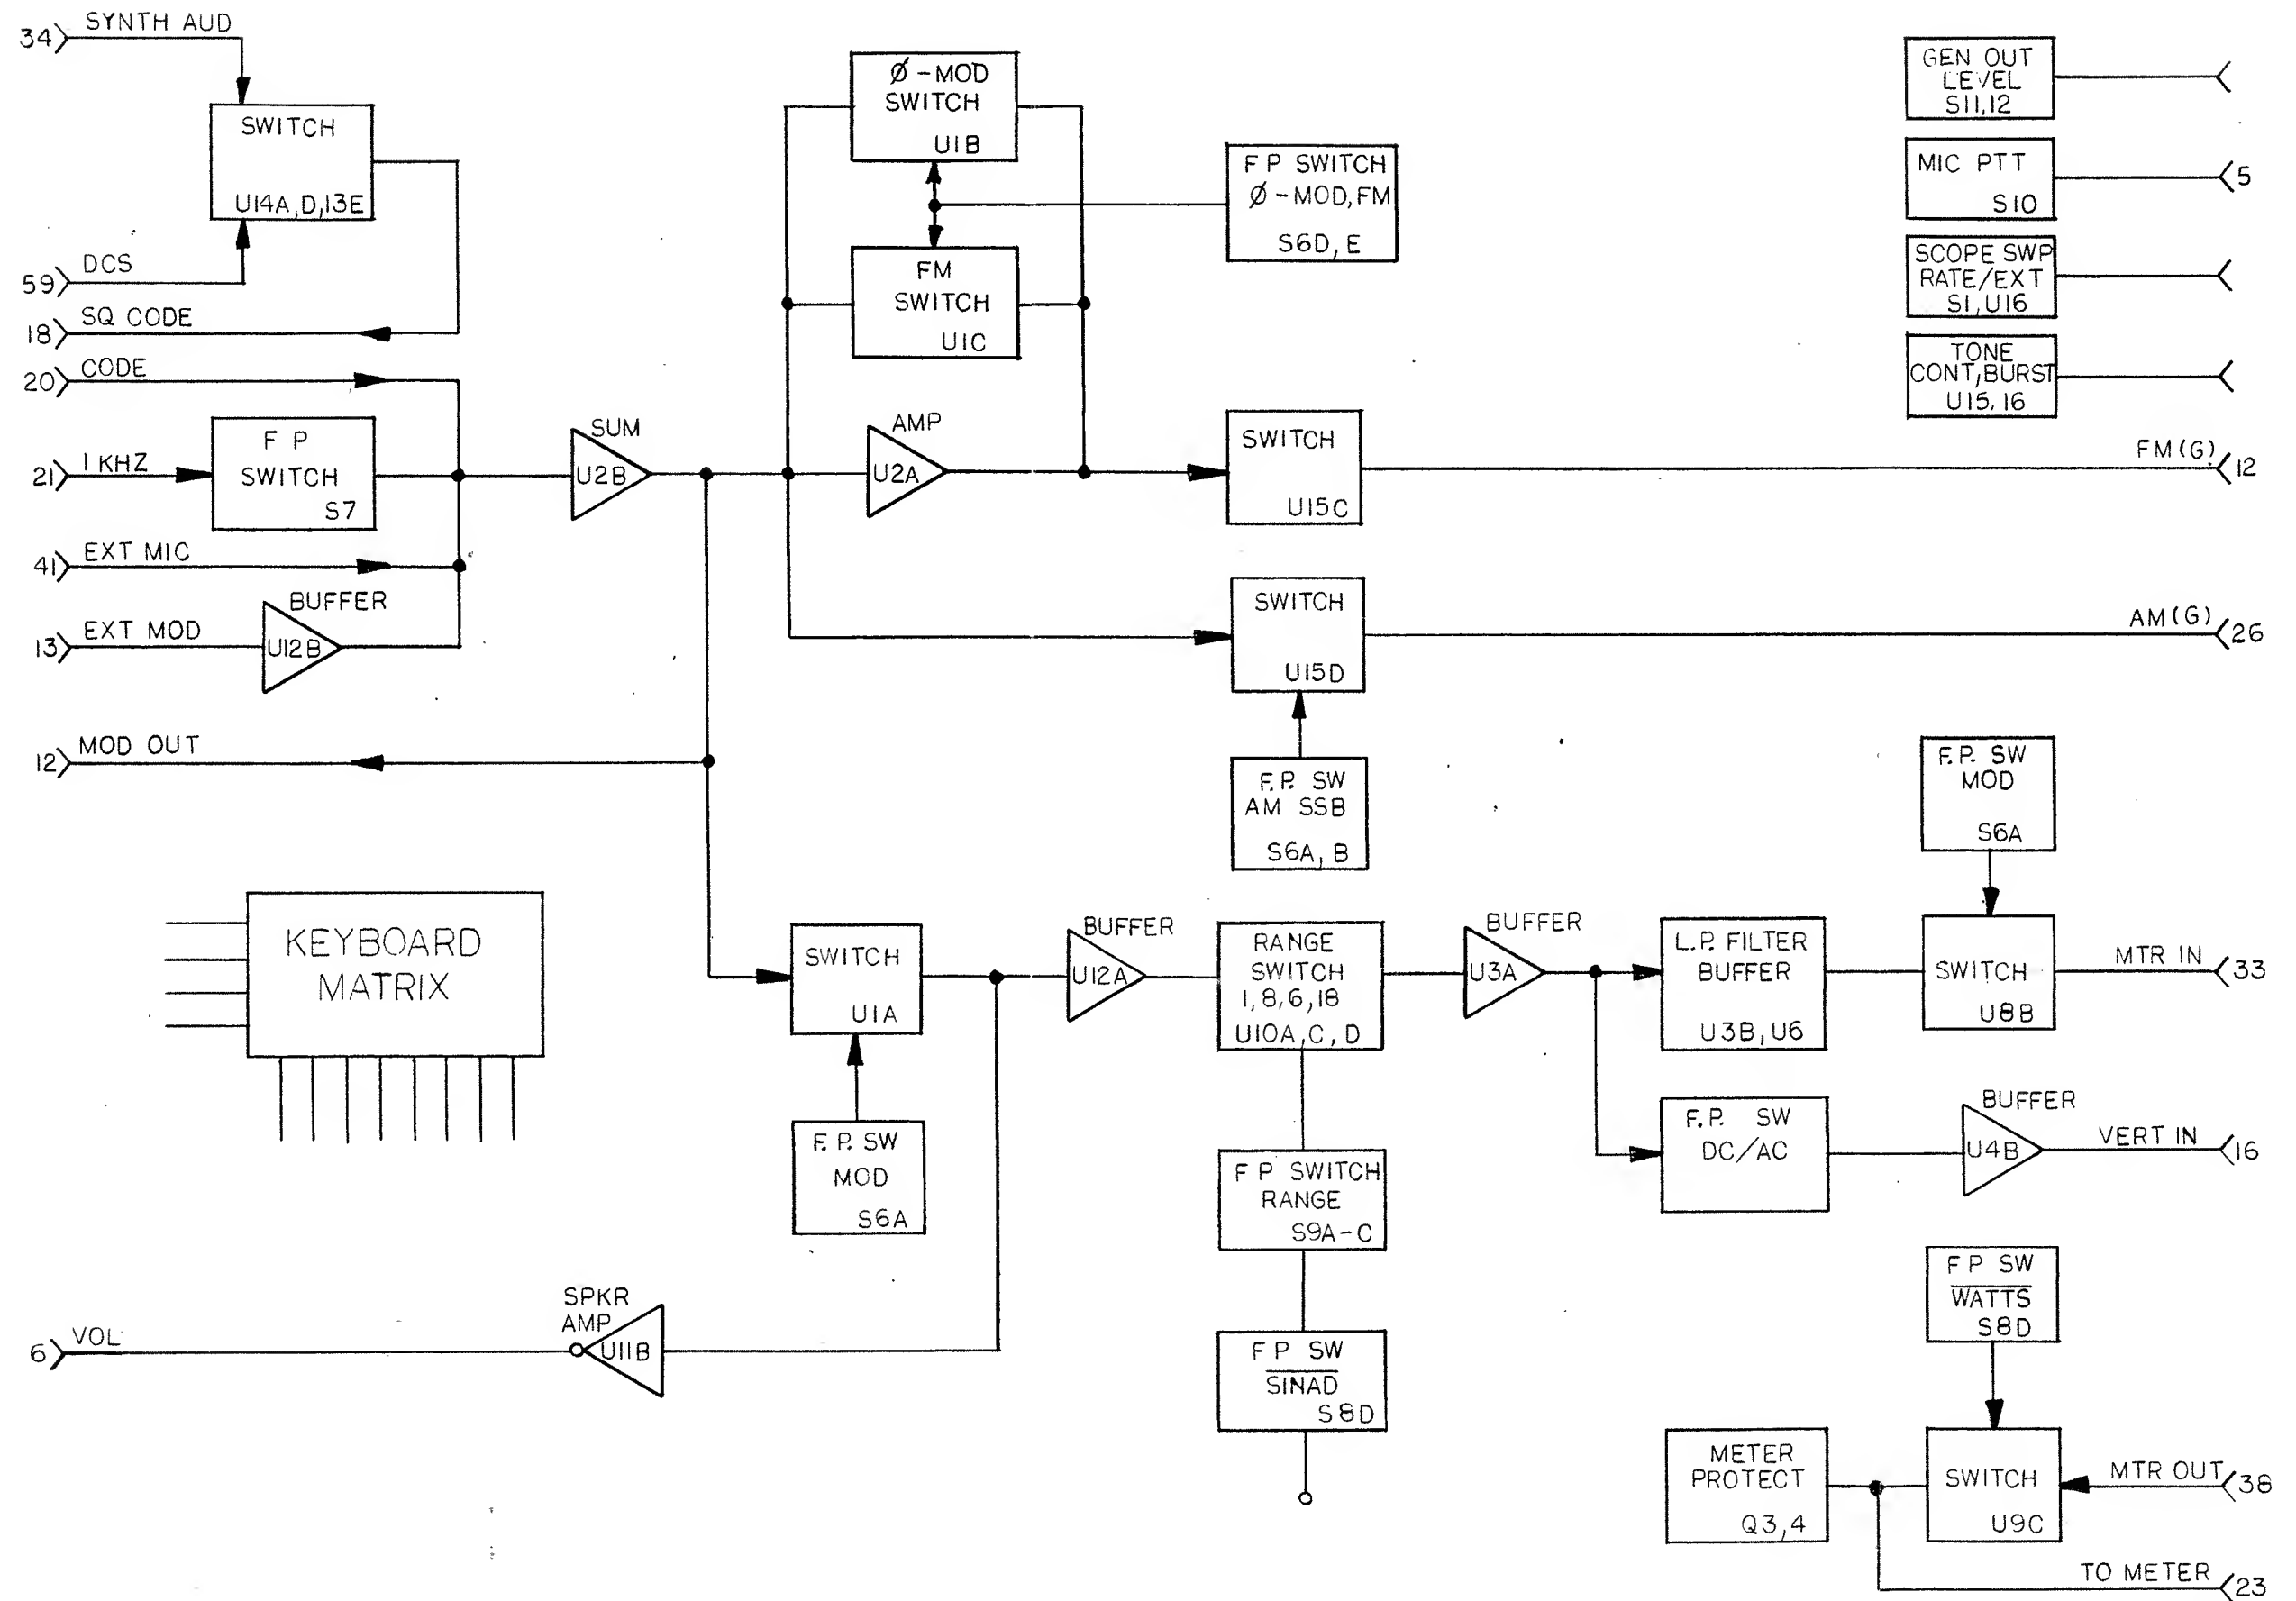 34 SYNTH AUD
SWITCH
U14A, D, 13E
59 DCS
18 SQ CODE
20 CODE
21 1 KHZ
F P
SWITCH
S7
41 EXT MIC
BUFFER
13 EXT MOD
U12B
12 MOD OUT
SUM
U2B
Ø-MOD
SWITCH
U1B
FM
SWITCH
U1C
F P SWITCH
Ø-MOD, FM
S6D, E
AMP
U2A
SWITCH
U15C
FM(G) 12
SWITCH
U15D
AM(G) 26
F.P. SW
AM SSB
S6A, B
GEN OUT
LEVEL
S11,12
MIC PTT
S10
5
SCOPE SWP
RATE/EXT
S1, U16
TONE
CONT, BURST
U15, 16
KEYBOARD
MATRIX
SWITCH
U1A
F.P. SW
MOD
S6A
BUFFER
U12A
RANGE
SWITCH
1, 8, 6, 18
U10A, C, D
F P SWITCH
RANGE
S9A-C
F P SW
SINAD
S8D
BUFFER
U3A
L.P. FILTER
BUFFER
U3B, U6
F.P. SW
MOD
S6A
SWITCH
U8B
MTR IN 33
F.P. SW
DC/AC
BUFFER
U4B
VERT IN 16
SPKR
AMP
U11B
6 VOL
F P SW
WATTS
S8D
METER
PROTECT
Q3, 4
SWITCH
U9C
MTR OUT 38
TO METER 23